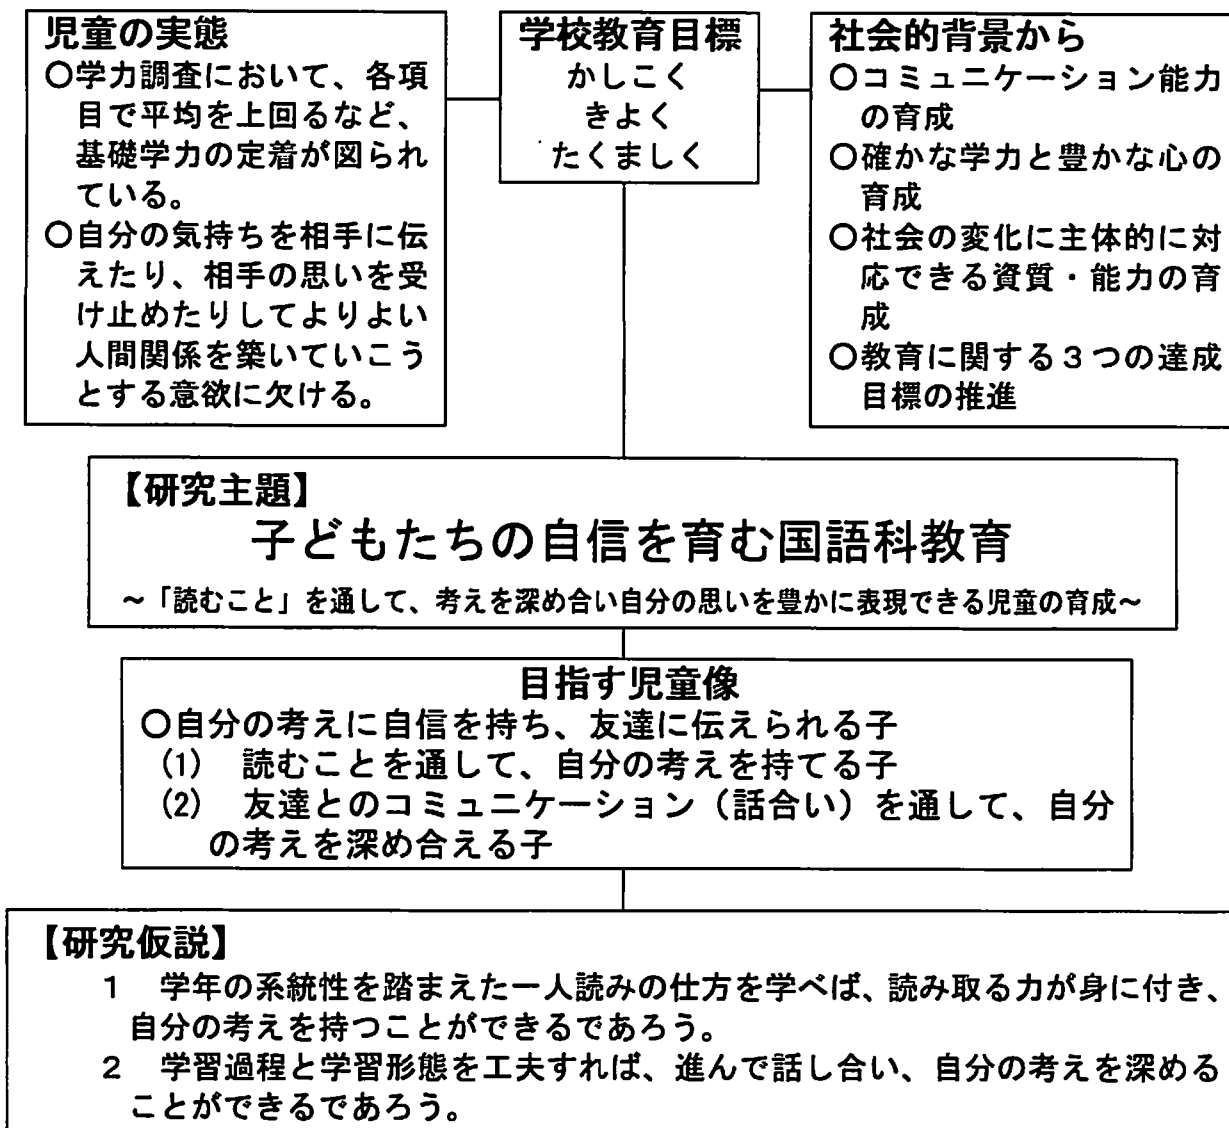 児童の実態
○学力調査において、各項
目で平均を上回るなど、
基礎学力の定着が図られ
ている。
○自分の気持ちを相手に伝
えたり、相手の思いを受
け止めたりしてよりよい
人間関係を築いていこう
とする意欲に欠ける。
学校教育目標
かしこく
きよく
たくましく
社会的背景から
○コミュニケーション能力
の育成
○確かな学力と豊かな心の
育成
○社会の変化に主体的に対
応できる資質・能力の育
成
○教育に関する3つの達成
目標の推進
【研究主題】
子どもたちの自信を育む国語科教育
～「読むこと」を通して、考えを深め合い自分の思いを豊かに表現できる児童の育成～
目指す児童像
○自分の考えに自信を持ち、友達に伝えられる子
(1) 読むことを通して、自分の考えを持てる子
(2) 友達とのコミュニケーション（話合い）を通して、自分
の考えを深め合える子
【研究仮説】
1 学年の系統性を踏まえた一人読みの仕方を学べば、読み取る力が身に付き、
自分の考えを持つことができるであろう。
2 学習過程と学習形態を工夫すれば、進んで話し合い、自分の考えを深める
ことができるであろう。